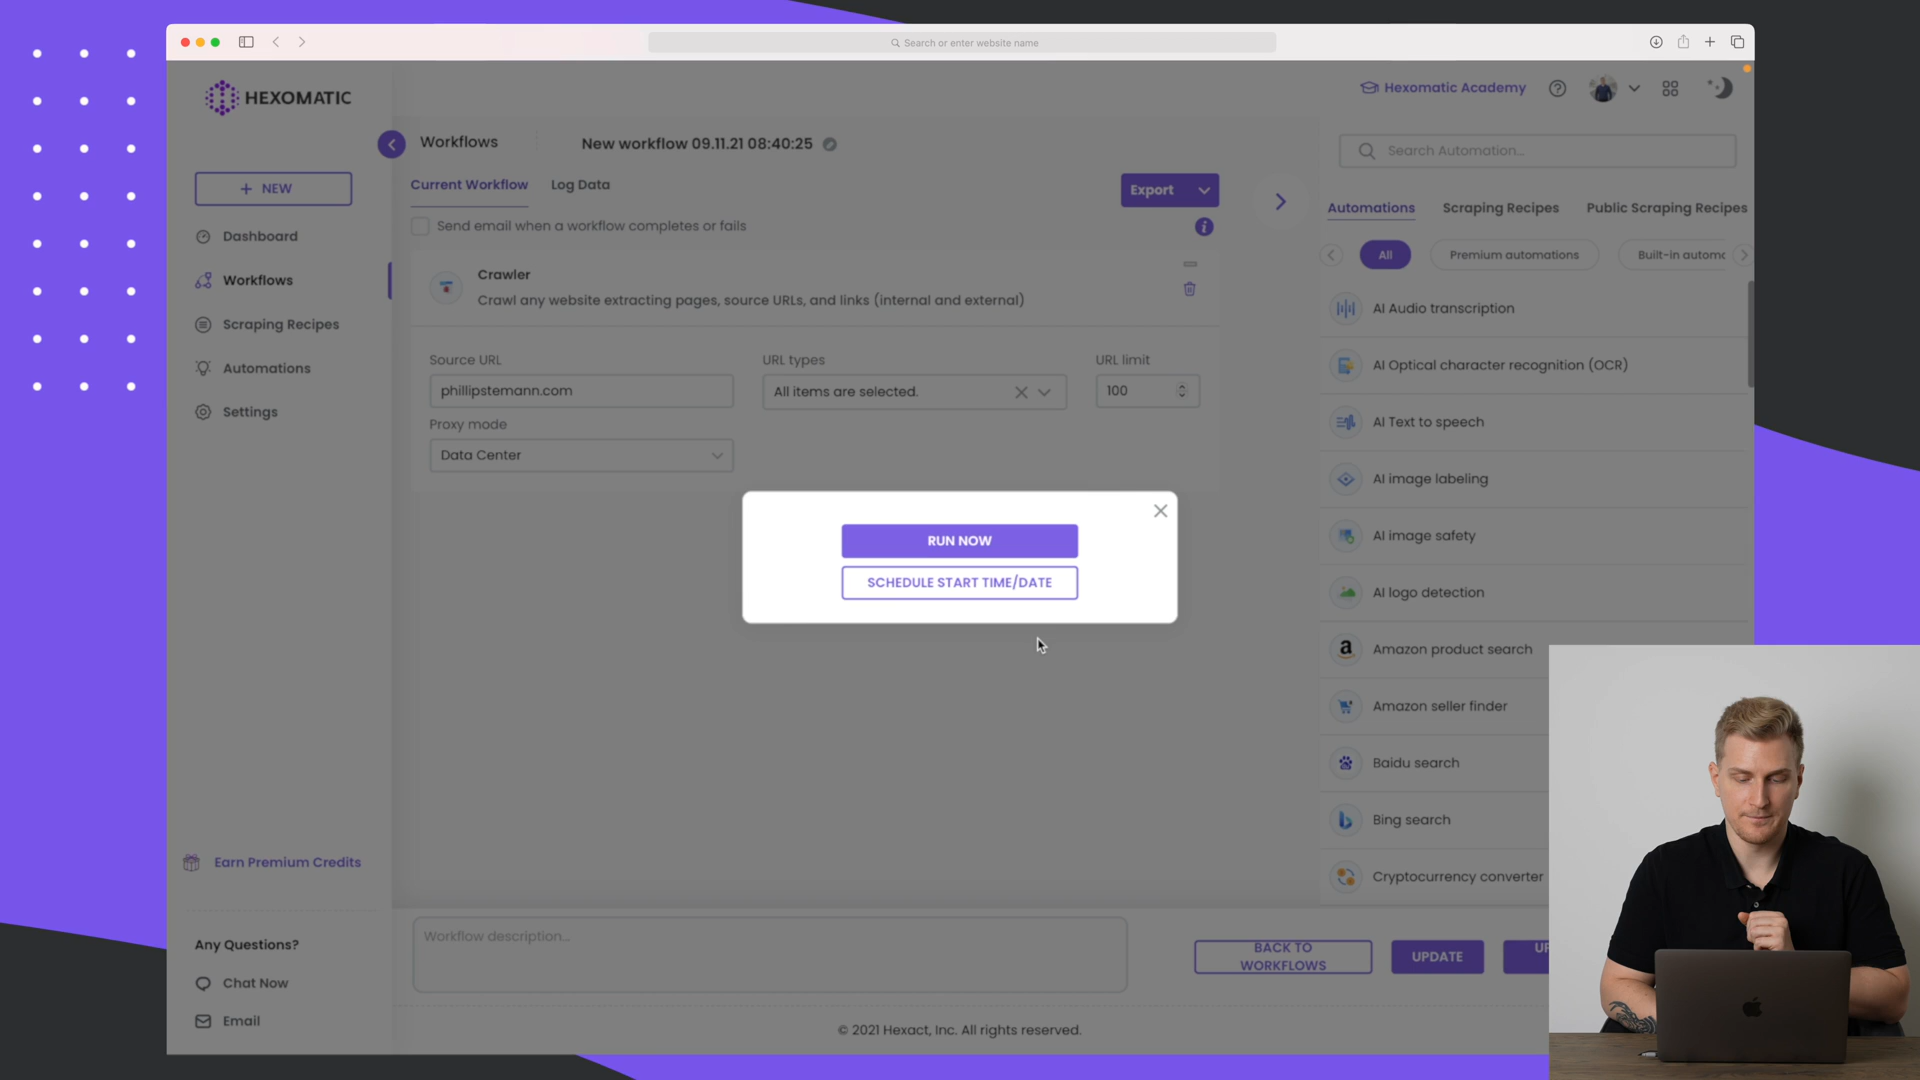 Search or enter website name
HEXOMATIC
Hexomatic Academy
Workflows
New workflow 09.11.21 08:40:25
Search Automation...
+ NEW
Current Workflow
Log Data
Export
Automations
Scraping Recipes
Public Scraping Recipes
Send email when a workflow completes or fails
Dashboard
Workflows
Scraping Recipes
Automations
Settings
All
Premium automations
Built-in automc
Crawler
Crawl any website extracting pages, source URLs, and links (internal and external)
Source URL
URL types
URL limit
phillipstemann.com
All items are selected.
100
Proxy mode
Data Center
RUN NOW
SCHEDULE START TIME/DATE
AI Audio transcription
AI Optical character recognition (OCR)
AI Text to speech
AI image labeling
AI image safety
AI logo detection
Amazon product search
Amazon seller finder
Baidu search
Bing search
Cryptocurrency converter
Earn Premium Credits
Any Questions?
Chat Now
Email
Workflow description...
BACK TO
WORKFLOWS
UPDATE
© 2021 Hexact, Inc. All rights reserved.